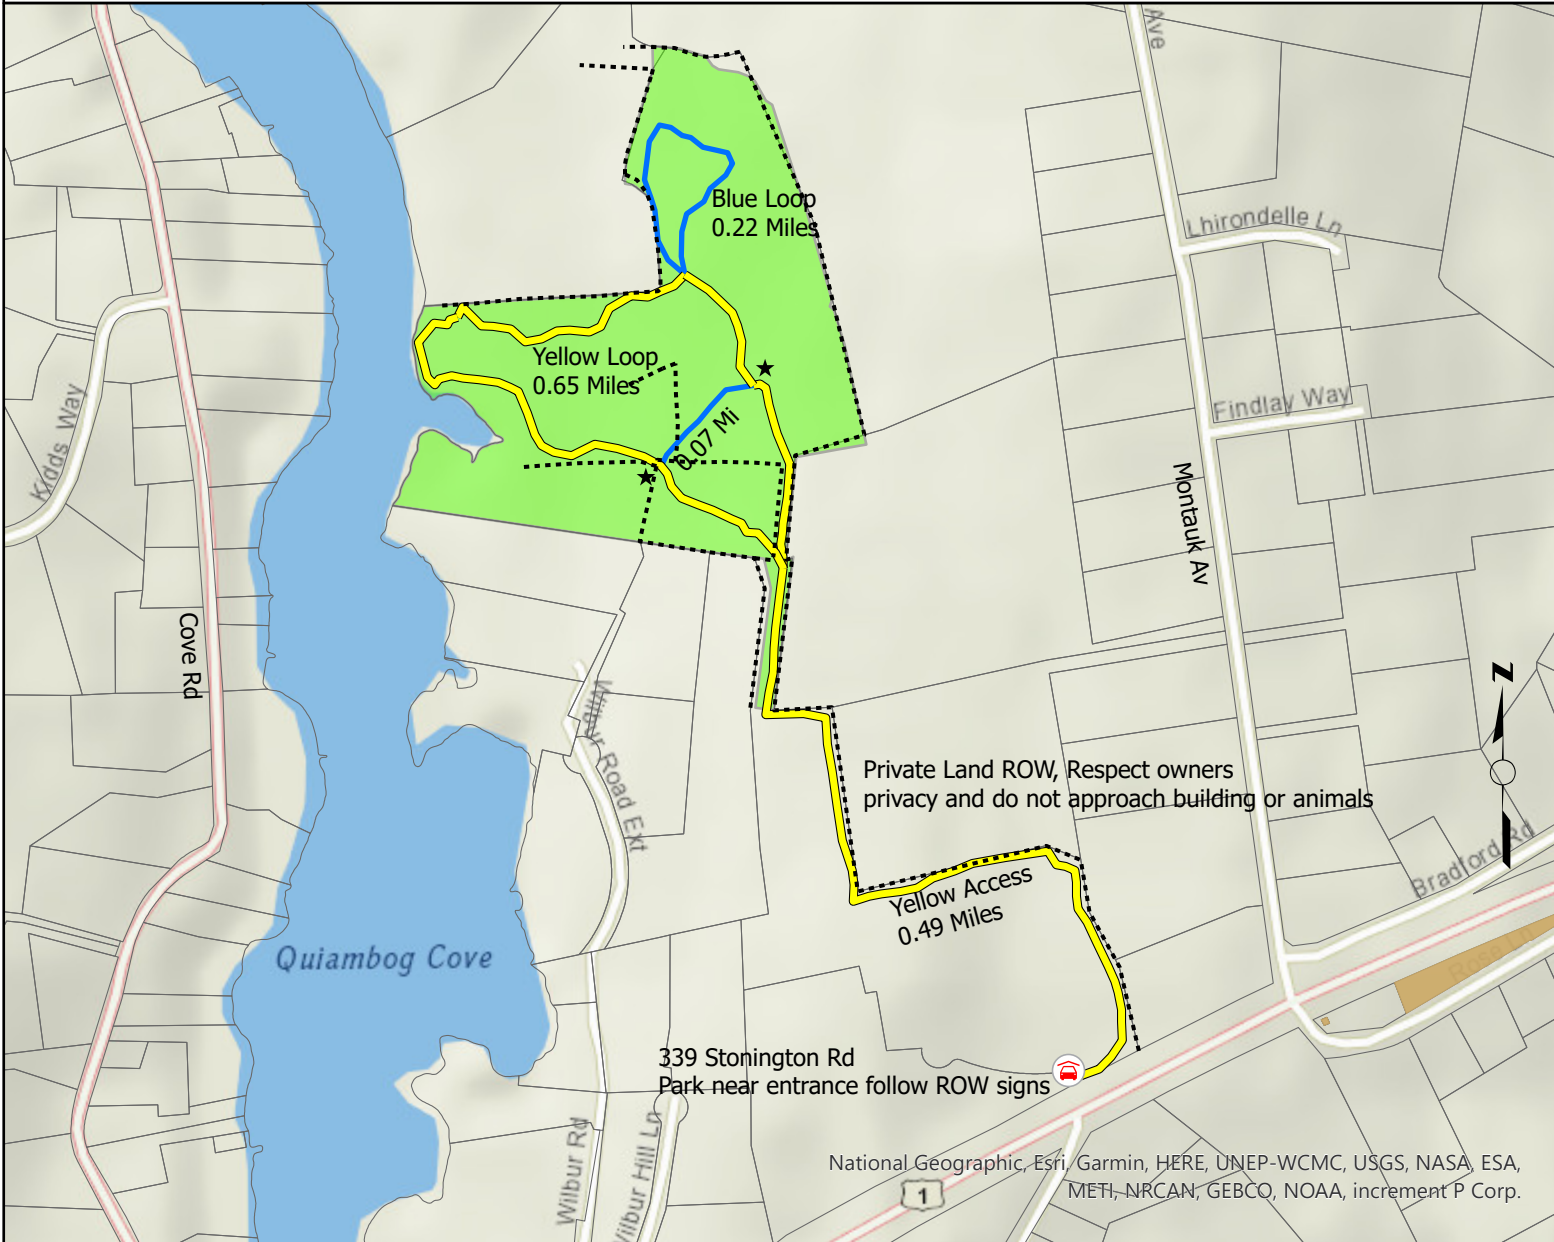 Ave
Lhirondelle Ln
Blue Loop
0.22 Miles
Yellow Loop
0.65 Miles
0.07 Mi
Findlay Way
Kidds Way
Montauk Av
Cove Rd
Wilbur Road Ext
N
Private Land ROW, Respect owners
privacy and do not approach building or animals
Bradford Rd
Yellow Access
0.49 Miles
Rose Ln
Quiambog Cove
339 Stonington Rd
Park near entrance follow ROW signs
Wilbur Rd
Wilbur Hill Ln
1
National Geographic, Esri, Garmin, HERE, UNEP-WCMC, USGS, NASA, ESA,
METI, NRCAN, GEBCO, NOAA, increment P Corp.